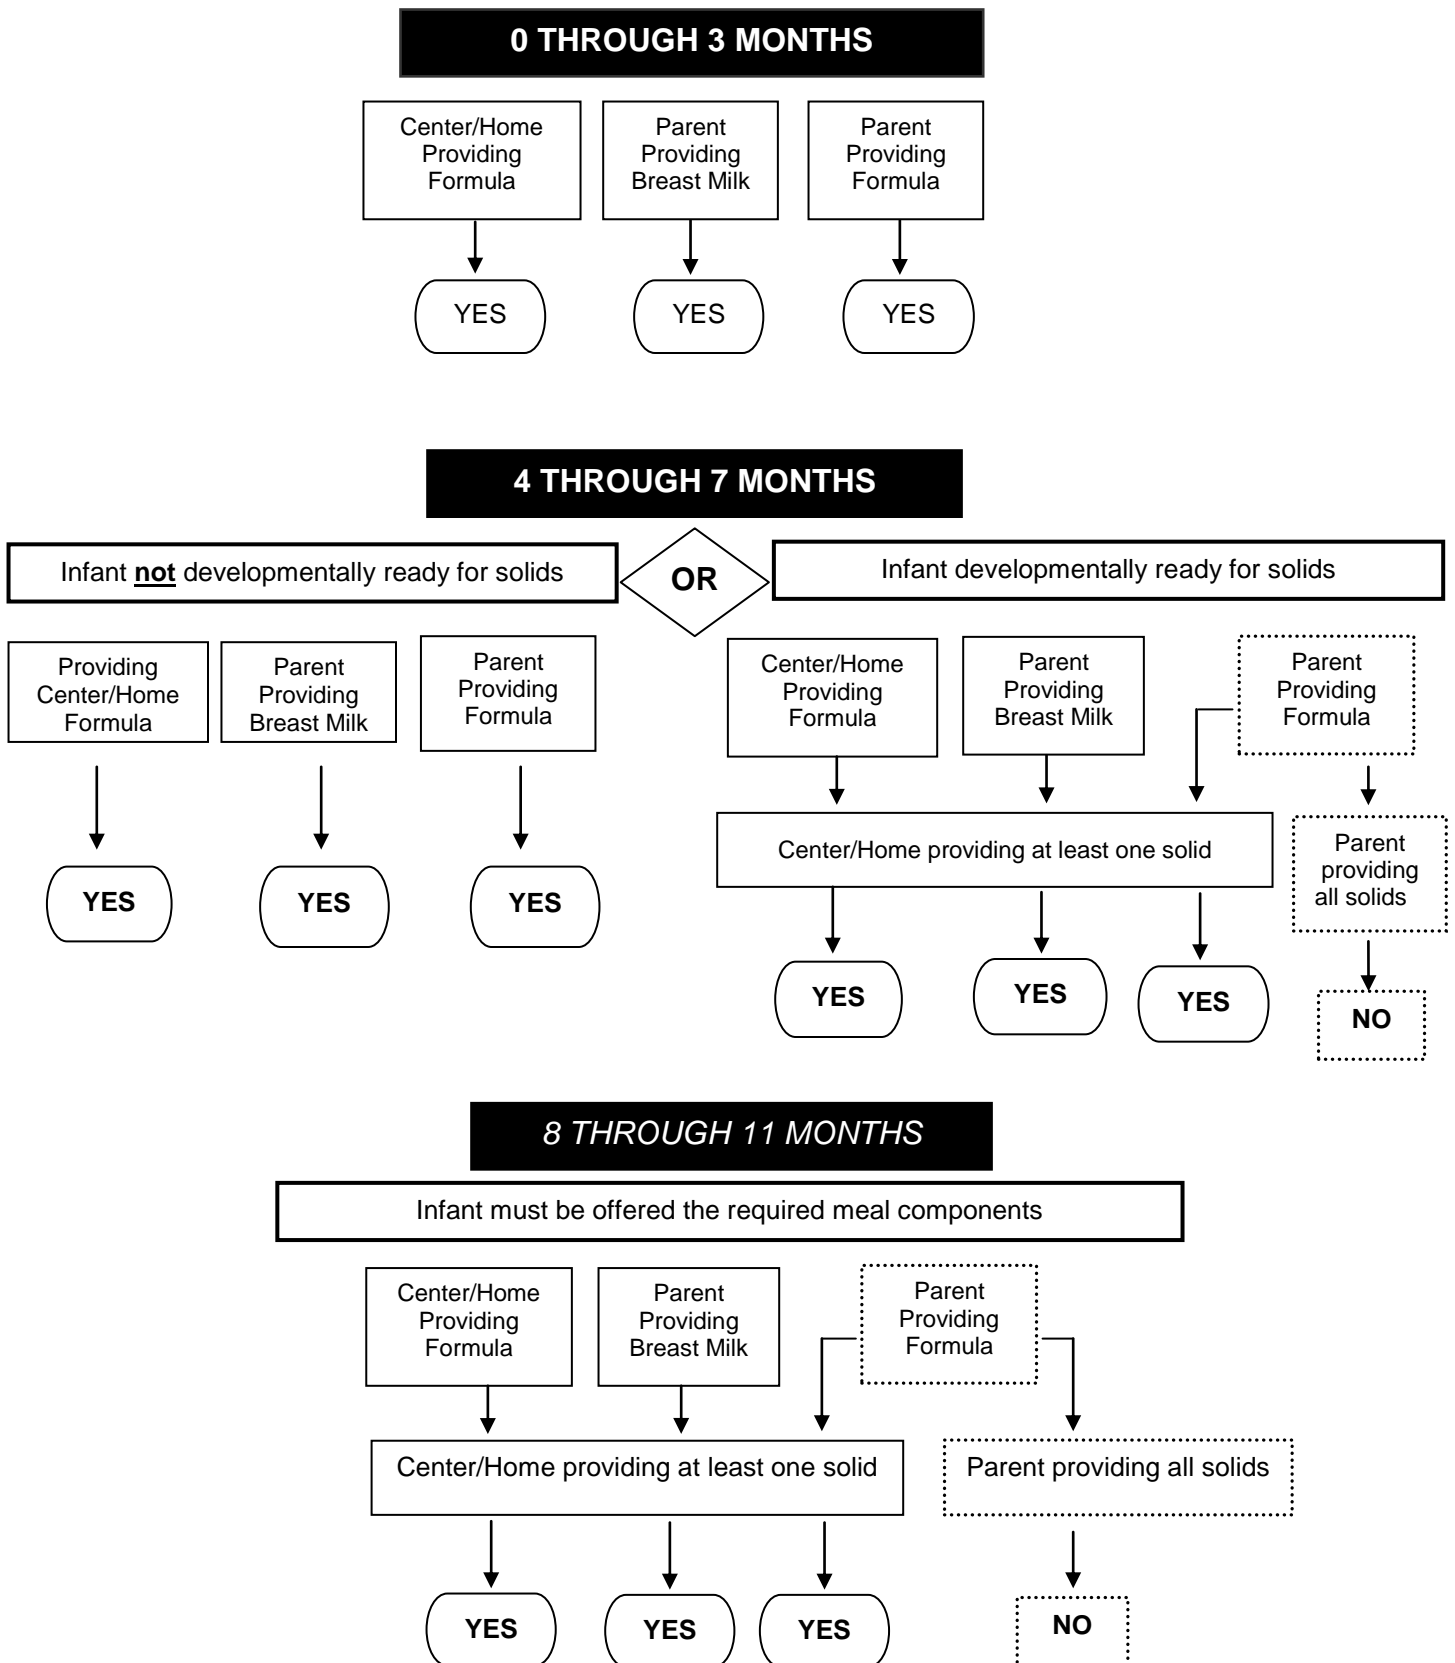 0 THROUGH 3 MONTHS
Center/Home
Providing
Formula
Parent
Providing
Breast Milk
Parent
Providing
Formula
YES
YES
YES
4 THROUGH 7 MONTHS
Infant not developmentally ready for solids
OR
Infant developmentally ready for solids
Providing
Center/Home
Formula
Parent
Providing
Breast Milk
Parent
Providing
Formula
Center/Home
Providing
Formula
Parent
Providing
Breast Milk
Parent
Providing
Formula
Center/Home providing at least one solid
Parent
providing
all solids
YES
YES
YES
YES
YES
YES
NO
8 THROUGH 11 MONTHS
Infant must be offered the required meal components
Center/Home
Providing
Formula
Parent
Providing
Breast Milk
Parent
Providing
Formula
Center/Home providing at least one solid
Parent providing all solids
YES
YES
YES
NO